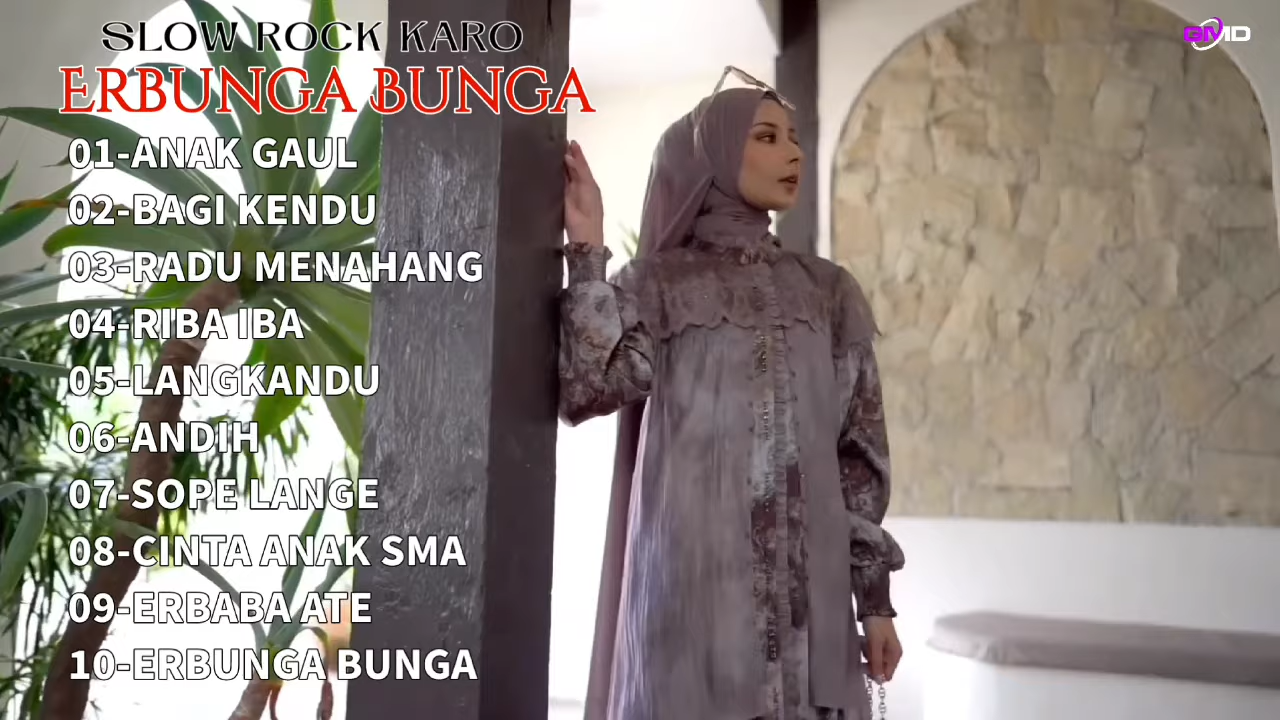 SLOW ROCK KARO
ERBUNGA BUNGA
01-ANAK GAUL
02-BAGI KENDU
03-RADU MENAHANG
04-RIBA IBA
05-LANGKANDU
06-ANDIH
07-SOPE LANGE
08-CINTA ANAK SMA
09-ERBABA ATE
10-ERBUNGA BUNGA
GMD